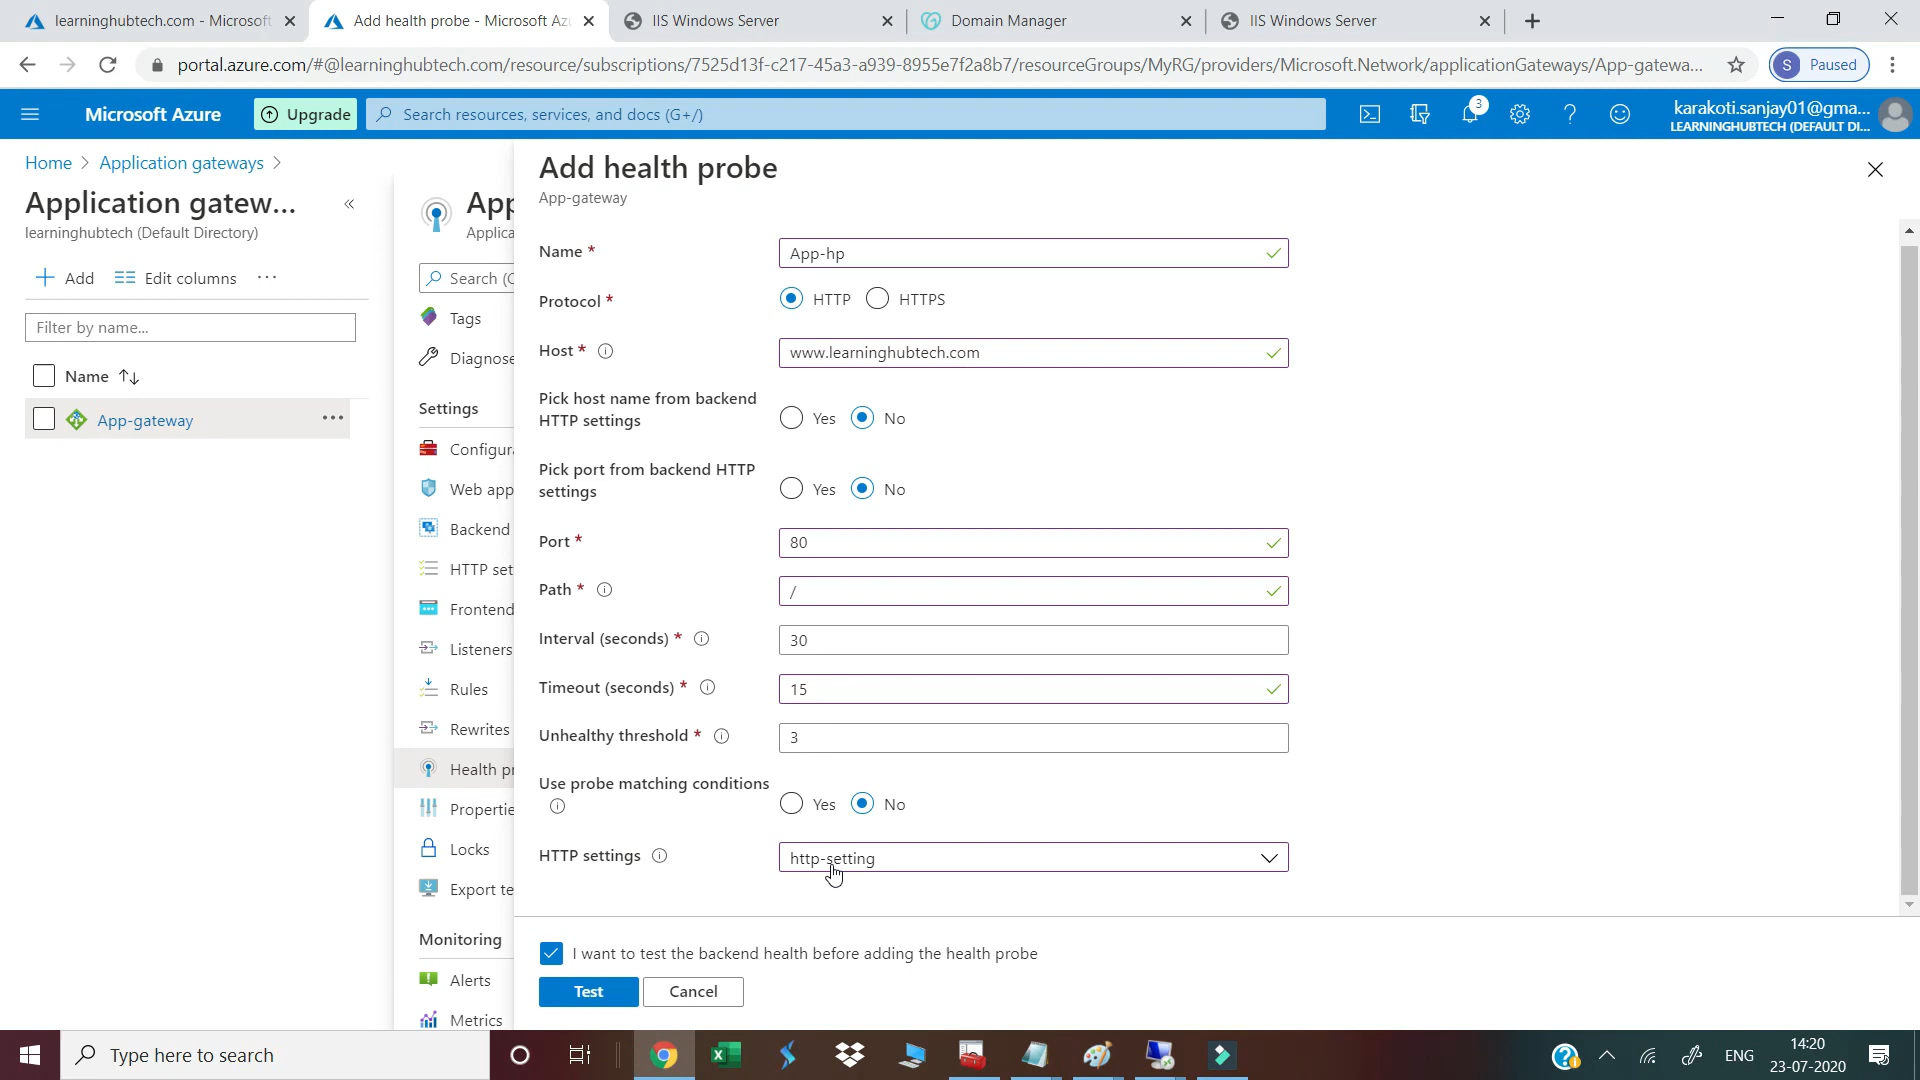 learninghubtech.com - Microsoft
Add health probe - Microsoft Az
IIS Windows Server
Domain Manager
IIS Windows Server
portal.azure.com/#@learninghubtech.com/resource/subscriptions/7525d13f-c217-45a3-a939-8955e7f2a8b7/resourceGroups/MyRG/providers/Microsoft.Network/applicationGateways/App-gatewa...
S Paused
Microsoft Azure
Upgrade
Search resources, services, and docs (G+/)
3
karakoti.sanjay01@gma...
LEARNINGHUBTECH (DEFAULT DI...
Home > Application gateways >
Application gatew...
learninghubtech (Default Directory)
Add
Edit columns
Filter by name...
Name
App-gateway
App
Applica
Search (C
Tags
Diagnose
Settings
Configura
Web app
Backend
HTTP set
Frontend
Listeners
Rules
Rewrites
Health pr
Propertie
Locks
Export te
Monitoring
Alerts
Metrics
Add health probe
App-gateway
Name * App-hp
Protocol * HTTP HTTPS
Host * www.learninghubtech.com
Pick host name from backend
HTTP settings Yes No
Pick port from backend HTTP
settings Yes No
Port * 80
Path * /
Interval (seconds) * 30
Timeout (seconds) * 15
Unhealthy threshold * 3
Use probe matching conditions
Yes No
HTTP settings http-setting
I want to test the backend health before adding the health probe
Test Cancel
Type here to search
ENG
14:20
23-07-2020